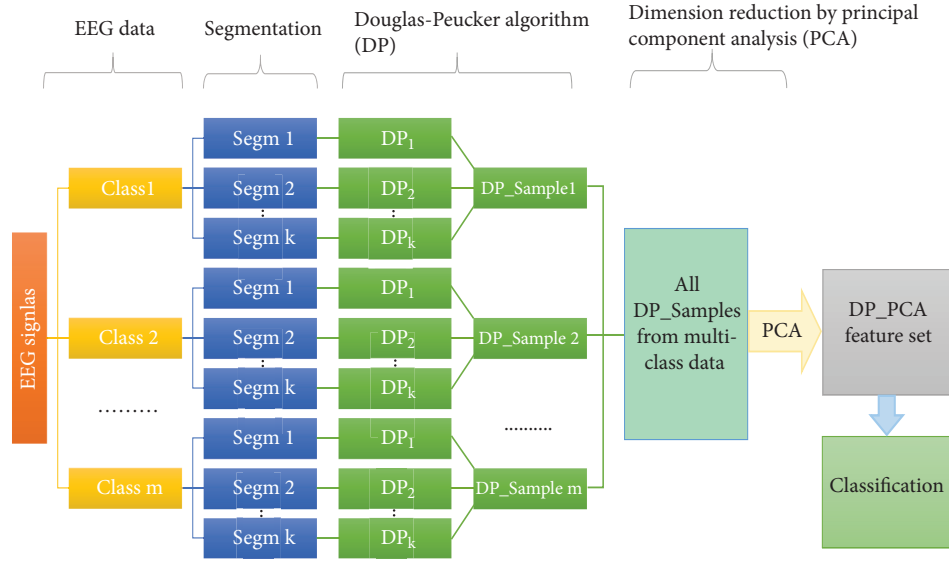 EEG data
Segmentation
Douglas-Peucker algorithm
(DP)
Dimension reduction by principal
component analysis (PCA)
EEG signlas
Class1
Class 2
.........
Class m
Segm 1
Segm 2
⋮
Segm k
Segm 1
Segm 2
⋮
Segm k
Segm 1
Segm 2
⋮
Segm k
DP₁
DP₂
⋮
DPₖ
DP₁
DP₂
⋮
DPₖ
DP₁
DP₂
⋮
DPₖ
DP_Sample1
DP_Sample 2
..........
DP_Sample m
All
DP_Samples
from multi-
class data
PCA
DP_PCA
feature set
Classification